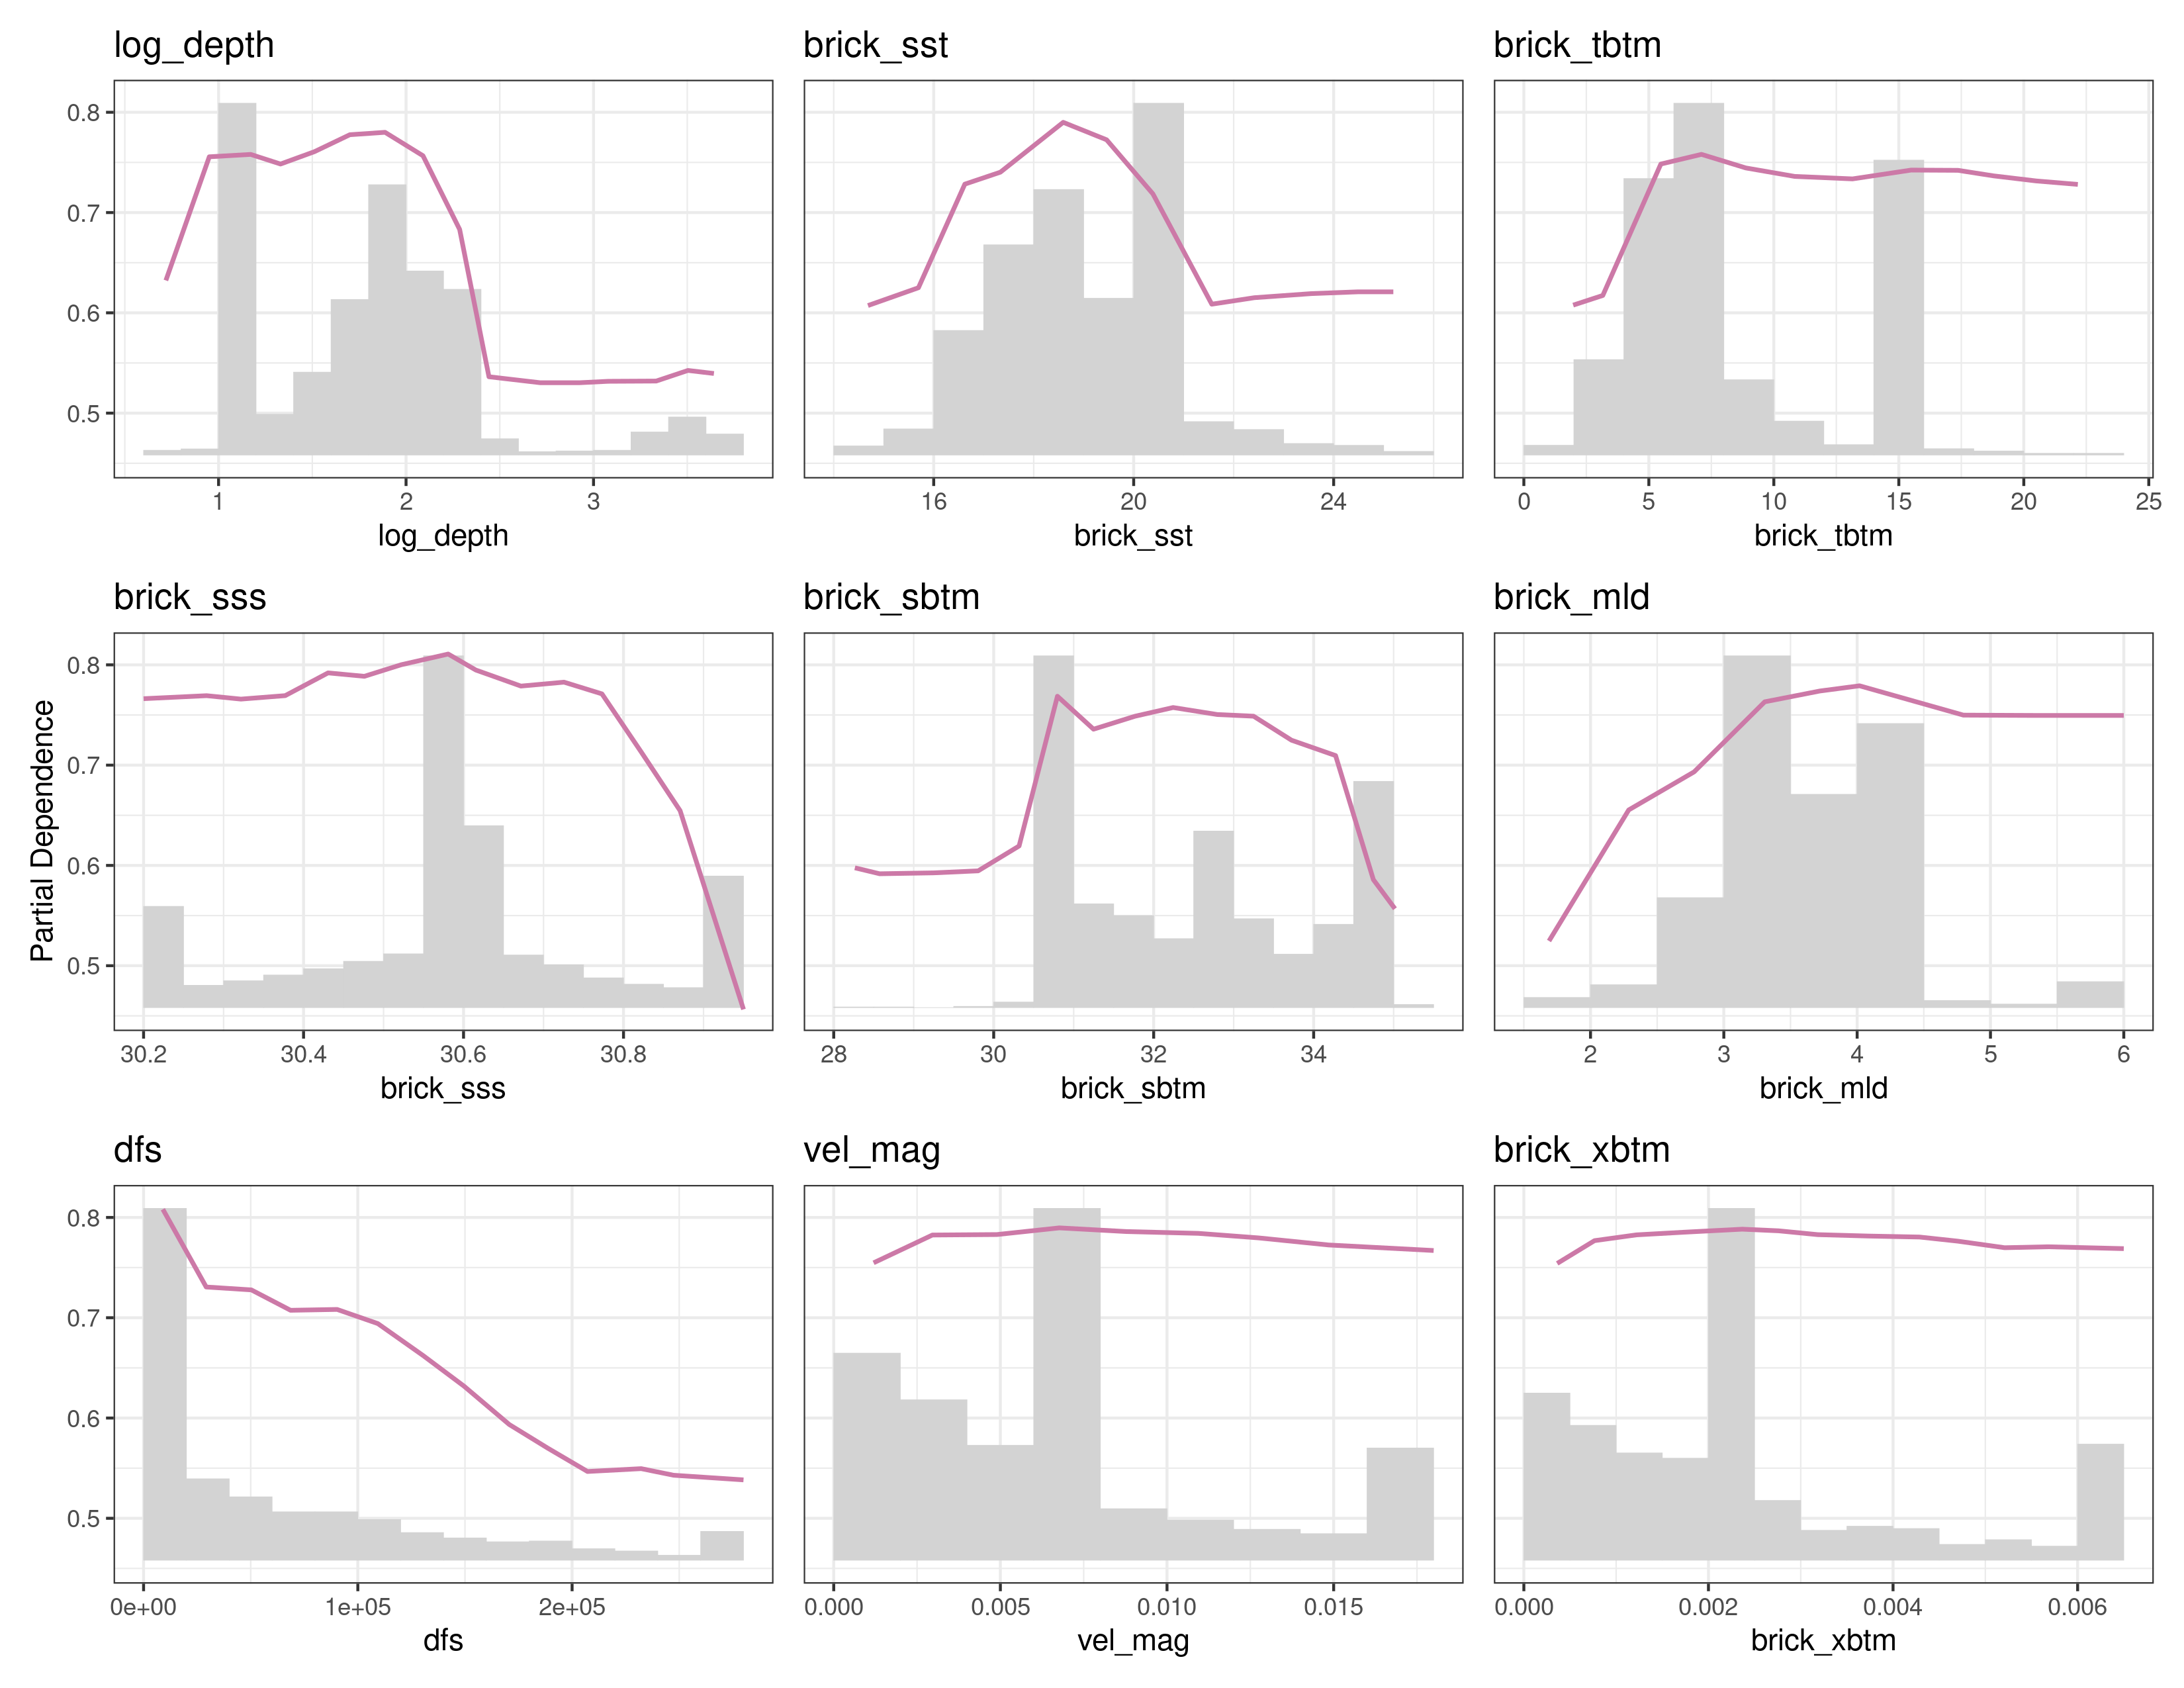 log_depth brick_sst brick_tbtm
0.8
0.7
0.6
0.5
1 2 3 16 20 24 0 5 10 15 20 25
log_depth brick_sst brick_tbtm
brick_sss brick_sbtm brick_mld
Partial Dependence
0.8
0.7
0.6
0.5
30.2 30.4 30.6 30.8 28 30 32 34 2 3 4 5 6
brick_sss brick_sbtm brick_mld
dfs vel_mag brick_xbtm
0.8
0.7
0.6
0.5
0e+00 1e+05 2e+05 0.000 0.005 0.010 0.015 0.000 0.002 0.004 0.006
dfs vel_mag brick_xbtm